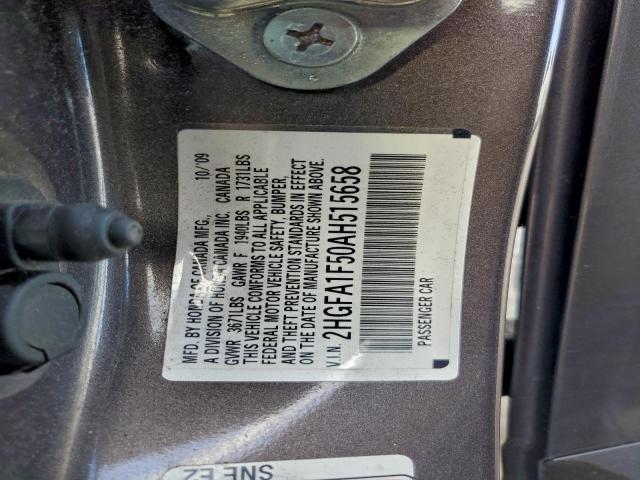 MFD. BY HONDA OF CANADA MFG., 10/'09
A DIVISION OF HONDA CANADA INC. CANADA
GVWR 3671LBS GAWR F 1940LBS R 1731LBS
THIS VEHICLE CONFORMS TO ALL APPLICABLE
FEDERAL MOTOR VEHICLE SAFETY, BUMPER,
AND THEFT PREVENTION STANDARDS IN EFFECT
ON THE DATE OF MANUFACTURE SHOWN ABOVE.
V.I.N. 2HGFA1F50AH515658
PASSENGER CAR